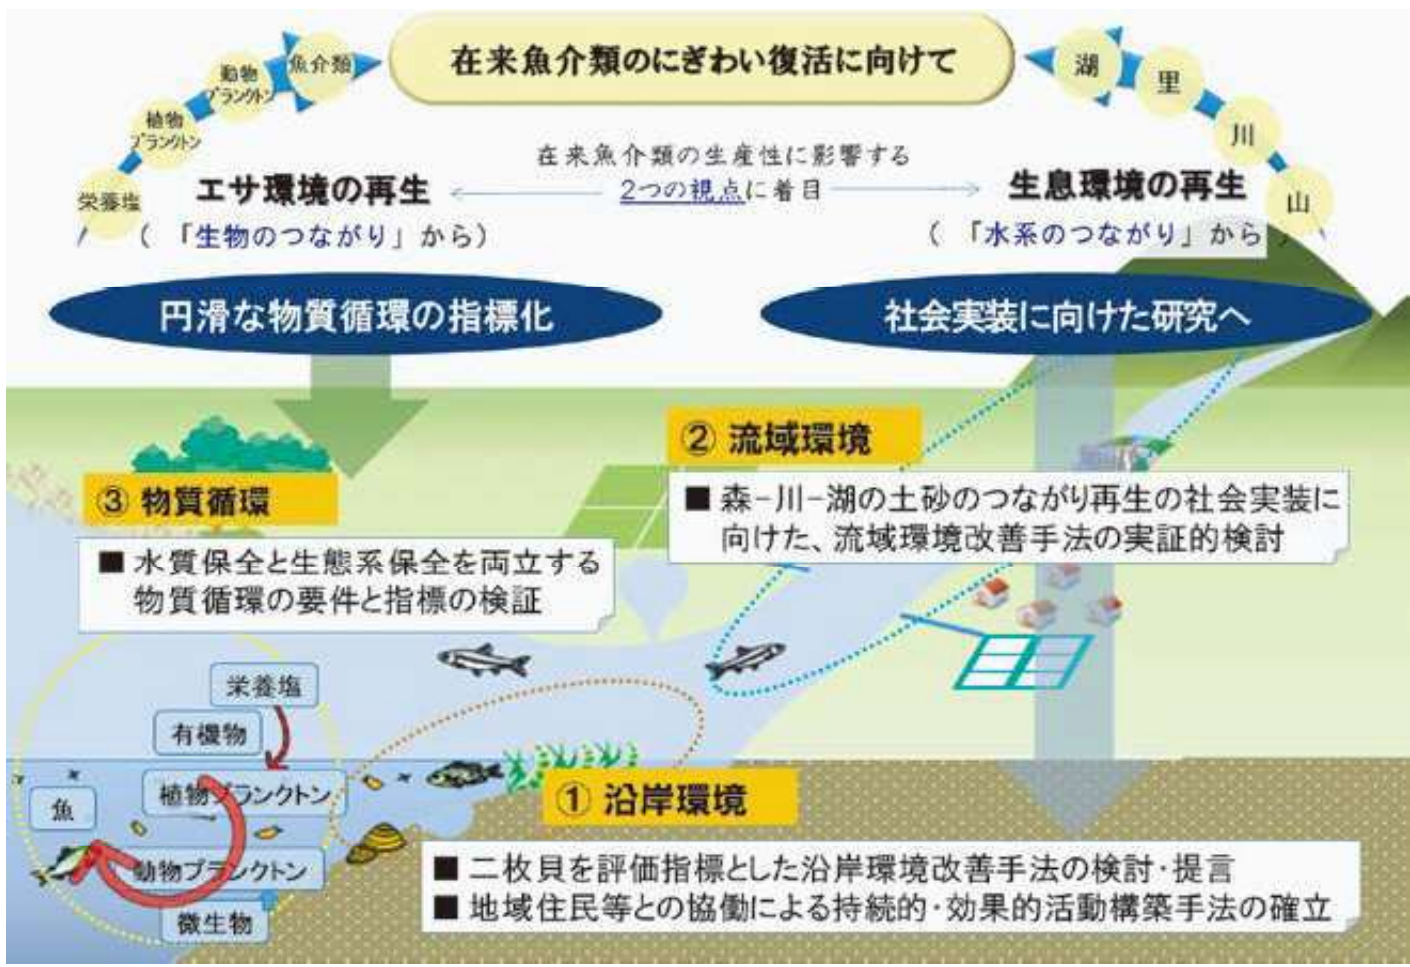 在来魚介類のにぎわい復活に向けて
魚介類
動物
プランクトン
植物
プランクトン
栄養塩
湖
里
川
山
在来魚介類の生産性に影響する
2つの視点に着目
エサ環境の再生
(「生物のつながり」から)
生息環境の再生
(「水系のつながり」から)
円滑な物質循環の指標化
社会実装に向けた研究へ
② 流域環境
■ 森-川-湖の土砂のつながり再生の社会実装に
向けた、流域環境改善手法の実証的検討
③ 物質循環
■ 水質保全と生態系保全を両立する
物質循環の要件と指標の検証
栄養塩
有機物
植物プランクトン
魚
動物プランクトン
微生物
① 沿岸環境
■ 二枚貝を評価指標とした沿岸環境改善手法の検討・提言
■ 地域住民等との協働による持続的・効果的活動構築手法の確立